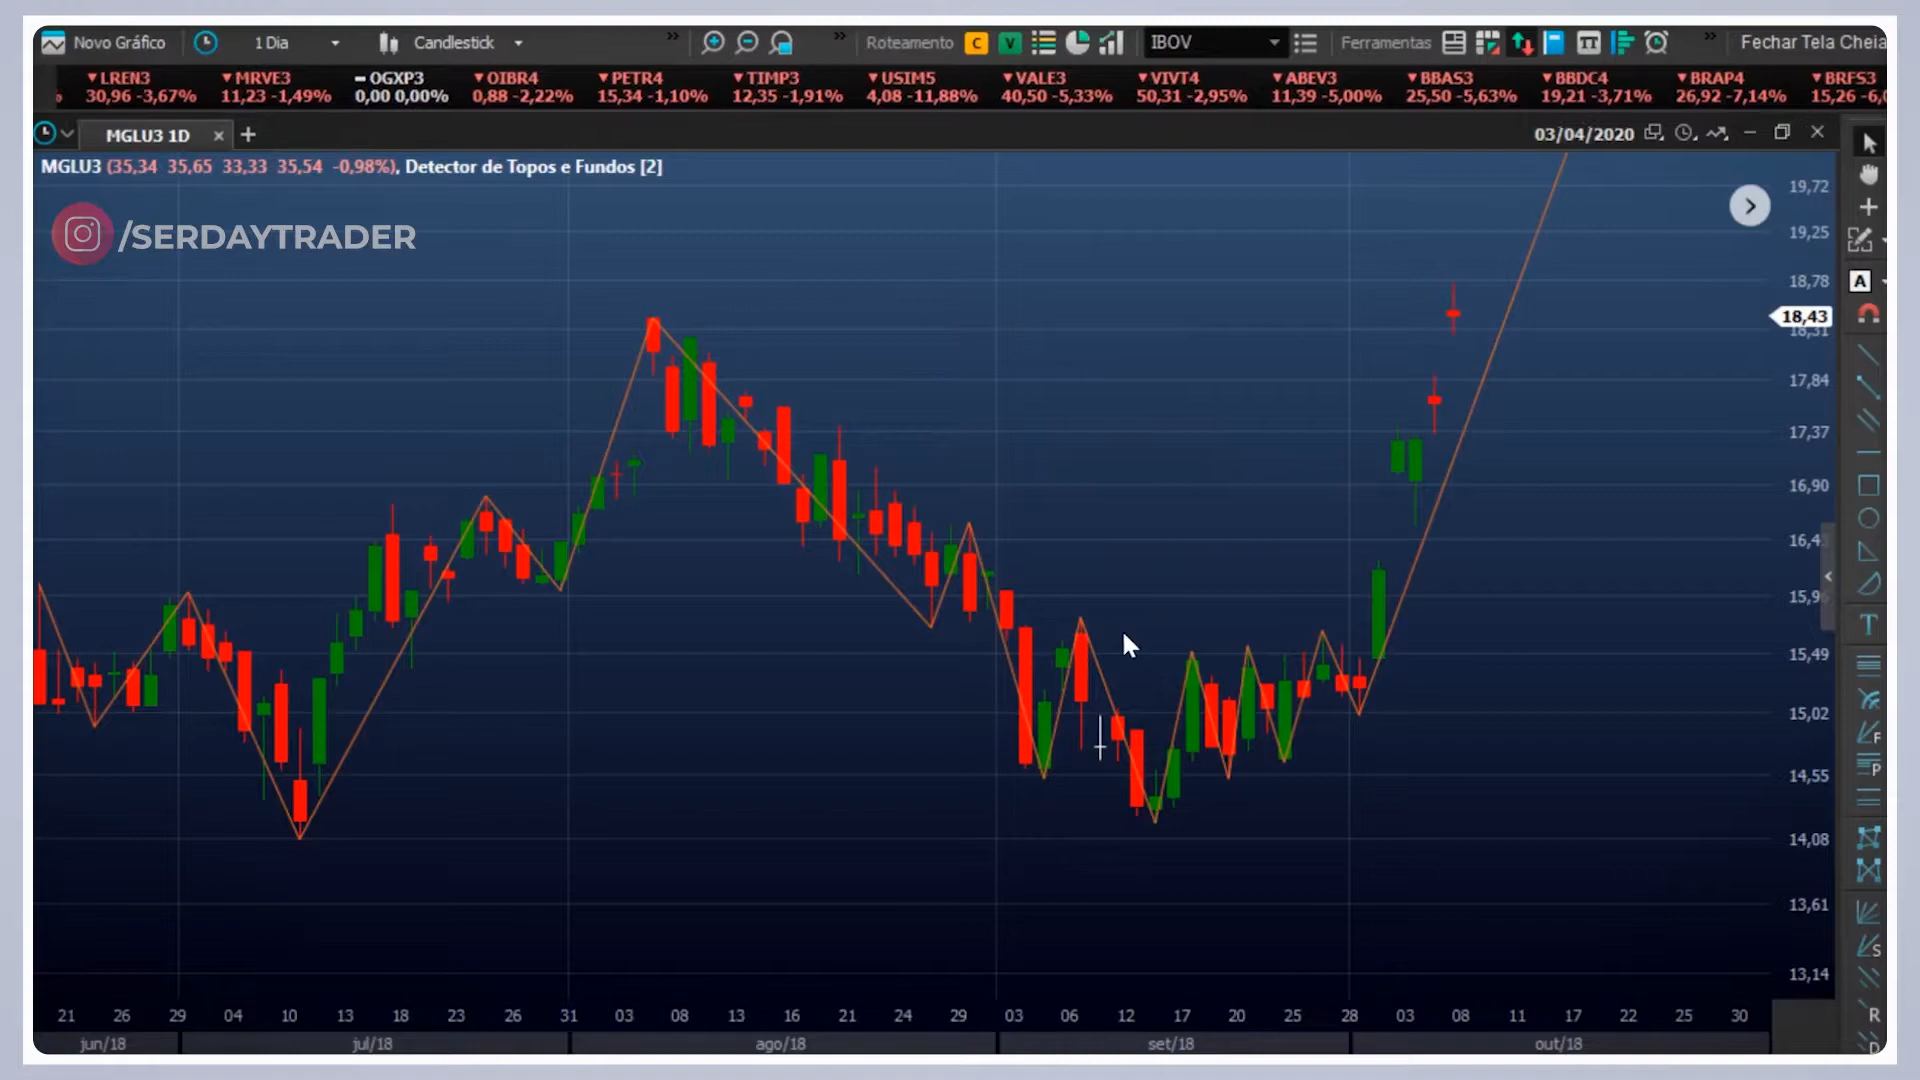 Novo Gráfico 1 Dia Candlestick Roteamento C V IBOV Ferramentas Fechar Tela Cheia
LREN3 MRVE3 OGXP3 OIBR4 PETR4 TIMP3 USIM5 VALE3 VIVT4 ABEV3 BBAS3 BBDC4 BRAP4 BRFS3
30,96 -3,67% 11,23 -1,49% 0,00 0,00% 0,88 -2,22% 15,34 -1,10% 12,35 -1,91% 4,08 -11,88% 40,50 -5,33% 50,31 -2,95% 11,39 -5,00% 25,50 -5,63% 19,21 -3,71% 26,92 -7,14% 15,26
MGLU3 1D 03/04/2020
MGLU3 (35,34 35,65 33,33 35,54 -0,98%), Detector de Topos e Fundos [2]
/SERDAYTRADER
19,72
19,25
18,78
18,43
18,31
17,84
17,37
16,90
16,4
15,9
15,49
15,02
14,55
14,08
13,61
13,14
A
T
F
P
S
R
D
21 26 29 04 10 13 18 23 26 31 03 08 13 16 21 24 29 03 06 12 17 20 25 28 03 08 11 17 22 25 30
jun/18 jul/18 ago/18 set/18 out/18